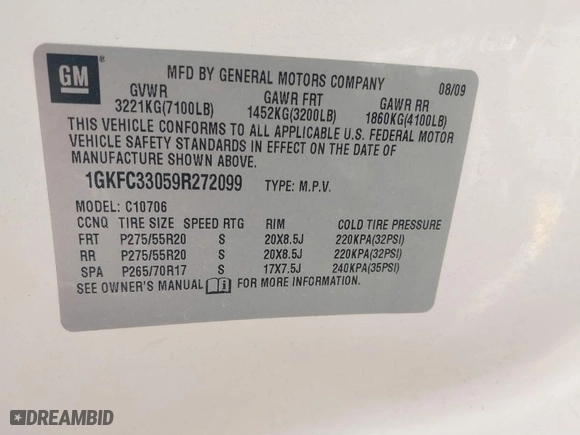 GM
MFD BY GENERAL MOTORS COMPANY 08/09
GVWR GAWR FRT GAWR RR
3221KG(7100LB) 1452KG(3200LB) 1860KG(4100LB)
THIS VEHICLE CONFORMS TO ALL APPLICABLE U.S. FEDERAL MOTOR
VEHICLE SAFETY STANDARDS IN EFFECT ON THE DATE OF
MANUFACTURE SHOWN ABOVE.
1GKFC33059R272099 TYPE: M.P.V.
MODEL: C10706
CCNQ TIRE SIZE SPEED RTG RIM COLD TIRE PRESSURE
FRT P275/55R20 S 20X8.5J 220KPA(32PSI)
RR P275/55R20 S 20X8.5J 220KPA(32PSI)
SPA P265/70R17 S 17X7.5J 240KPA(35PSI)
SEE OWNER'S MANUAL FOR MORE INFORMATION.
DREAMBID